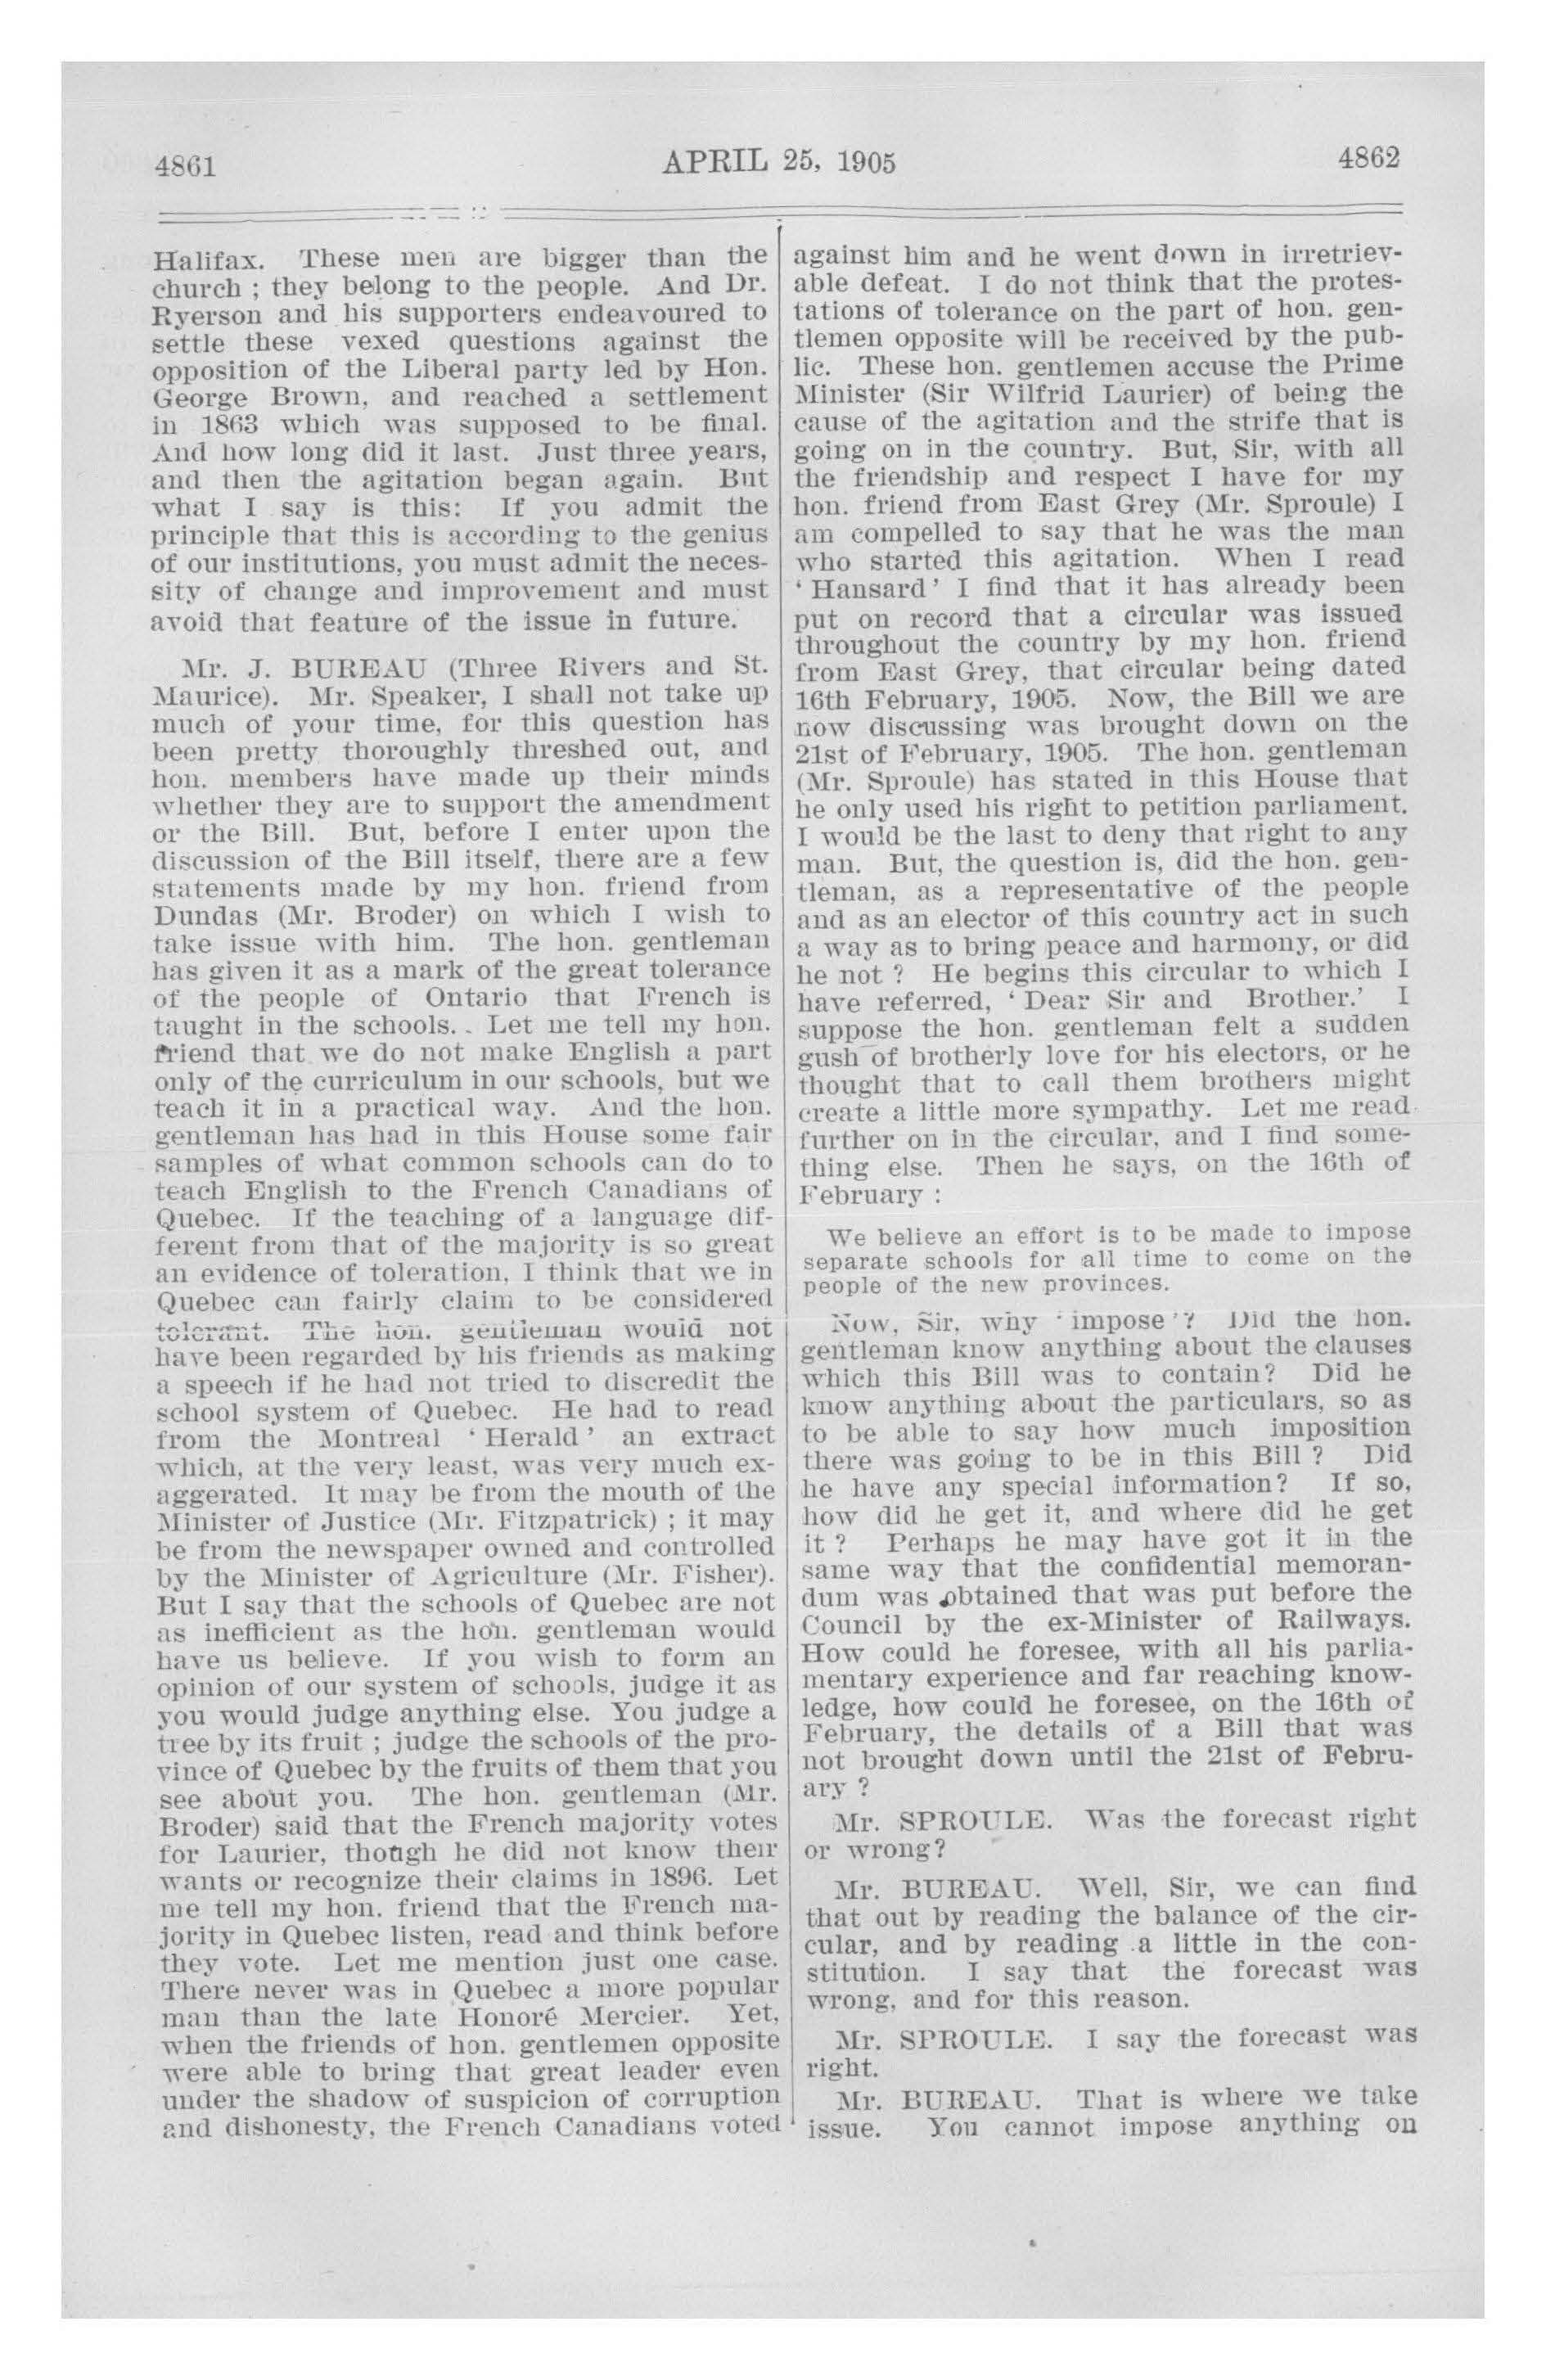 4861
APRIL 25, 1905
4862
Halifax. These men are bigger than the
church ; they belong to the people. And Dr.
Ryerson and his supporters endeavoured to
settle these vexed questions against the
opposition of the Liberal party led by Hon.
George Brown, and reached a settlement
in 1863 which was supposed to be final.
And how long did it last. Just three years,
and then the agitation began again. But
what I say is this: If you admit the
principle that this is according to the genius
of our institutions, you must admit the neces-
sity of change and improvement and must
avoid that feature of the issue in future.
Mr. J. BUREAU (Three Rivers and St.
Maurice). Mr. Speaker, I shall not take up
much of your time, for this question has
been pretty thoroughly threshed out, and
hon. members have made up their minds
whether they are to support the amendment
or the Bill. But, before I enter upon the
discussion of the Bill itself, there are a few
statements made by my hon. friend from
Dundas (Mr. Broder) on which I wish to
take issue with him. The hon. gentleman
has given it as a mark of the great tolerance
of the people of Ontario that French is
taught in the schools. Let me tell my hon.
friend that we do not make English a part
only of the curriculum in our schools, but we
teach it in a practical way. And the hon.
gentleman has had in this House some fair
samples of what common schools can do to
teach English to the French Canadians of
Quebec. If the teaching of a language dif-
ferent from that of the majority is so great
an evidence of toleration, I think that we in
Quebec can fairly claim to be considered
tolerant. The hon. gentleman would not
have been regarded by his friends as making
a speech if he had not tried to discredit the
school system of Quebec. He had to read
from the Montreal ' Herald ' an extract
which, at the very least, was very much ex-
aggerated. It may be from the mouth of the
Minister of Justice (Mr. Fitzpatrick) ; it may
be from the newspaper owned and controlled
by the Minister of Agriculture (Mr. Fisher).
But I say that the schools of Quebec are not
as inefficient as the hon. gentleman would
have us believe. If you wish to form an
opinion of our system of schools, judge it as
you would judge anything else. You judge a
tree by its fruit ; judge the schools of the pro-
vince of Quebec by the fruits of them that you
see about you. The hon. gentleman (Mr.
Broder) said that the French majority votes
for Laurier, though he did not know their
wants or recognize their claims in 1896. Let
me tell my hon. friend that the French ma-
jority in Quebec listen, read and think before
they vote. Let me mention just one case.
There never was in Quebec a more popular
man than the late Honoré Mercier. Yet,
when the friends of hon. gentlemen opposite
were able to bring that great leader even
under the shadow of suspicion of corruption
and dishonesty, the French Canadians voted
against him and he went down in irretriev-
able defeat. I do not think that the protes-
tations of tolerance on the part of hon. gen-
tlemen opposite will be received by the pub-
lic. These hon. gentlemen accuse the Prime
Minister (Sir Wilfrid Laurier) of being the
cause of the agitation and the strife that is
going on in the country. But, Sir, with all
the friendship and respect I have for my
hon. friend from East Grey (Mr. Sproule) I
am compelled to say that he was the man
who started this agitation. When I read
' Hansard ' I find that it has already been
put on record that a circular was issued
throughout the country by my hon. friend
from East Grey, that circular being dated
16th February, 1905. Now, the Bill we are
now discussing was brought down on the
21st of February, 1905. The hon. gentleman
(Mr. Sproule) has stated in this House that
he only used his right to petition parliament.
I would be the last to deny that right to any
man. But, the question is, did the hon. gen-
tleman, as a representative of the people
and as an elector of this country act in such
a way as to bring peace and harmony, or did
he not ? He begins this circular to which I
have referred, ' Dear Sir and Brother.' I
suppose the hon. gentleman felt a sudden
gush of brotherly love for his electors, or he
thought that to call them brothers might
create a little more sympathy. Let me read
further on in the circular, and I find some-
thing else. Then he says, on the 16th of
February :
We believe an effort is to be made to impose
separate schools for all time to come on the
people of the new provinces.
Now, Sir, why ' impose '? Did the hon.
gentleman know anything about the clauses
which this Bill was to contain? Did he
know anything about the particulars, so as
to be able to say how much imposition
there was going to be in this Bill ? Did
he have any special information? If so,
how did he get it, and where did he get
it ? Perhaps he may have got it in the
same way that the confidential memoran-
dum was obtained that was put before the
Council by the ex-Minister of Railways.
How could he foresee, with all his parlia-
mentary experience and far reaching know-
ledge, how could he foresee, on the 16th of
February, the details of a Bill that was
not brought down until the 21st of Febru-
ary ?
Mr. SPROULE. Was the forecast right
or wrong?
Mr. BUREAU. Well, Sir, we can find
that out by reading the balance of the cir-
cular, and by reading a little in the con-
stitution. I say that the forecast was
wrong, and for this reason.
Mr. SPROULE. I say the forecast was
right.
Mr. BUREAU. That is where we take
issue. You cannot impose anything on